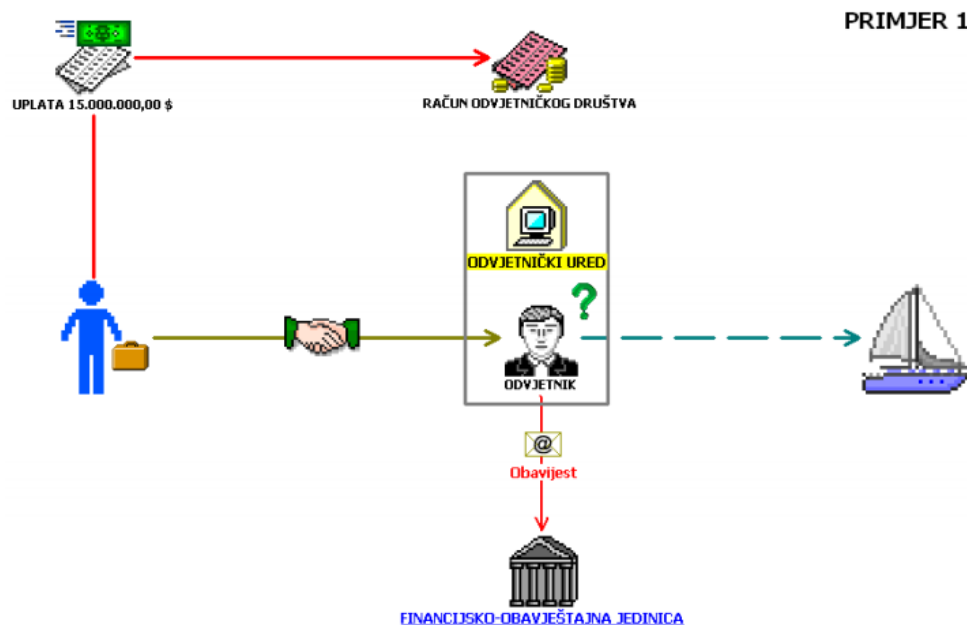 PRIMJER 1
UPLATA 15.000.000,00 $
RAČUN ODVJETNIČKOG DRUŠTVA
ODVJETNIČKI URED
?
ODVJETNIK
@
Obavijest
FINANCIJSKO-OBAVJEŠTAJNA JEDINICA